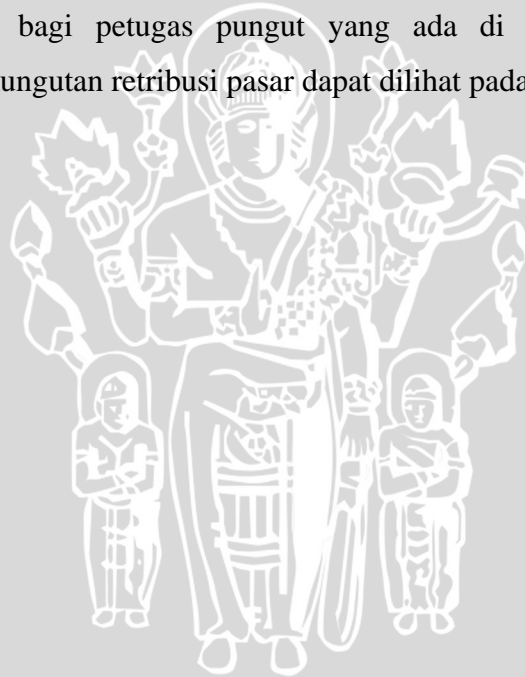 bagi petugas pungut yang ada di
ungutan retribusi pasar dapat dilihat pada